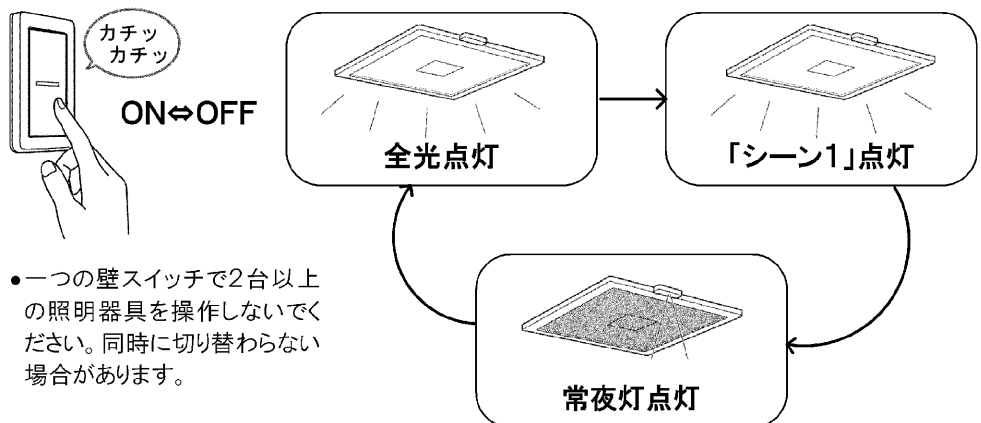 カチッ
カチッ
ON⇔OFF
全光点灯
「シーン1」点灯
常夜灯点灯
●一つの壁スイッチで2台以上
の照明器具を操作しないでく
ださい。同時に切り替わらない
場合があります。